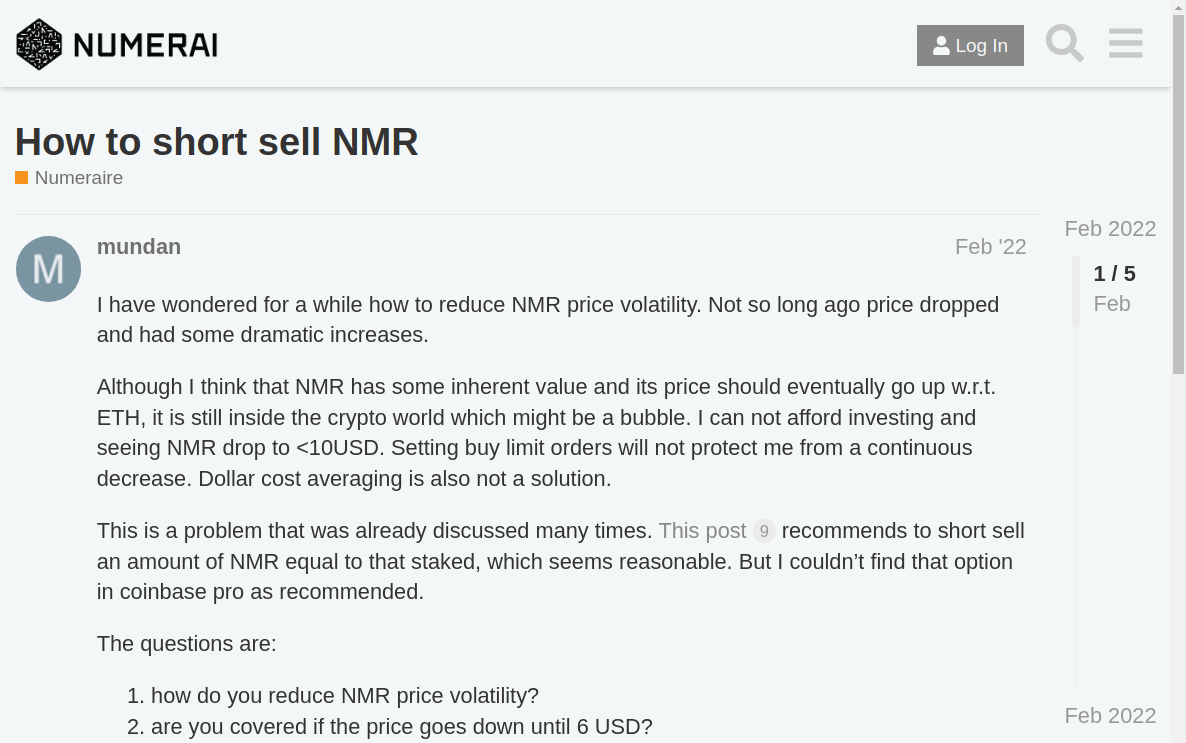 NUMERAI
Log In
How to short sell NMR
Numeraire
M
mundan
Feb '22
I have wondered for a while how to reduce NMR price volatility. Not so long ago price dropped
and had some dramatic increases.
Although I think that NMR has some inherent value and its price should eventually go up w.r.t.
ETH, it is still inside the crypto world which might be a bubble. I can not afford investing and
seeing NMR drop to <10USD. Setting buy limit orders will not protect me from a continuous
decrease. Dollar cost averaging is also not a solution.
This is a problem that was already discussed many times. This post 9 recommends to short sell
an amount of NMR equal to that staked, which seems reasonable. But I couldn’t find that option
in coinbase pro as recommended.
The questions are:
1. how do you reduce NMR price volatility?
2. are you covered if the price goes down until 6 USD?
Feb 2022
1 / 5
Feb
Feb 2022